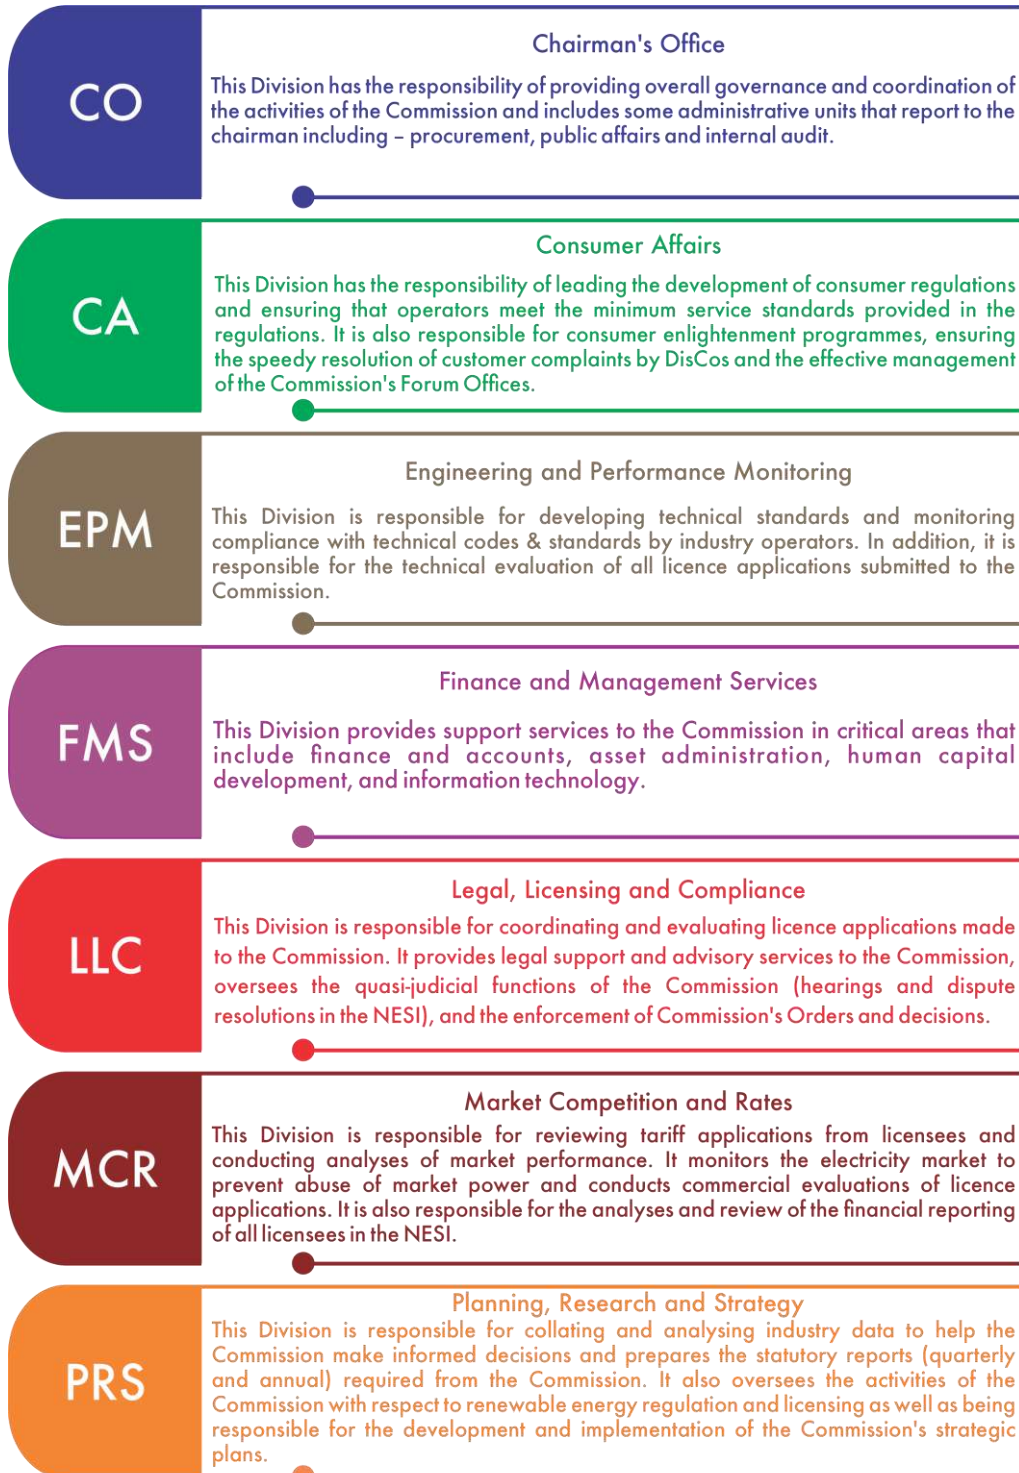 CO
Chairman's Office
This Division has the responsibility of providing overall governance and coordination of
the activities of the Commission and includes some administrative units that report to the
chairman including – procurement, public affairs and internal audit.
CA
Consumer Affairs
This Division has the responsibility of leading the development of consumer regulations
and ensuring that operators meet the minimum service standards provided in the
regulations. It is also responsible for consumer enlightenment programmes, ensuring
the speedy resolution of customer complaints by DisCos and the effective management
of the Commission's Forum Offices.
EPM
Engineering and Performance Monitoring
This Division is responsible for developing technical standards and monitoring
compliance with technical codes & standards by industry operators. In addition, it is
responsible for the technical evaluation of all licence applications submitted to the
Commission.
FMS
Finance and Management Services
This Division provides support services to the Commission in critical areas that
include finance and accounts, asset administration, human capital
development, and information technology.
LLC
Legal, Licensing and Compliance
This Division is responsible for coordinating and evaluating licence applications made
to the Commission. It provides legal support and advisory services to the Commission,
oversees the quasi-judicial functions of the Commission (hearings and dispute
resolutions in the NESI), and the enforcement of Commission's Orders and decisions.
MCR
Market Competition and Rates
This Division is responsible for reviewing tariff applications from licensees and
conducting analyses of market performance. It monitors the electricity market to
prevent abuse of market power and conducts commercial evaluations of licence
applications. It is also responsible for the analyses and review of the financial reporting
of all licensees in the NESI.
PRS
Planning, Research and Strategy
This Division is responsible for collating and analysing industry data to help the
Commission make informed decisions and prepares the statutory reports (quarterly
and annual) required from the Commission. It also oversees the activities of the
Commission with respect to renewable energy regulation and licensing as well as being
responsible for the development and implementation of the Commission's strategic
plans.